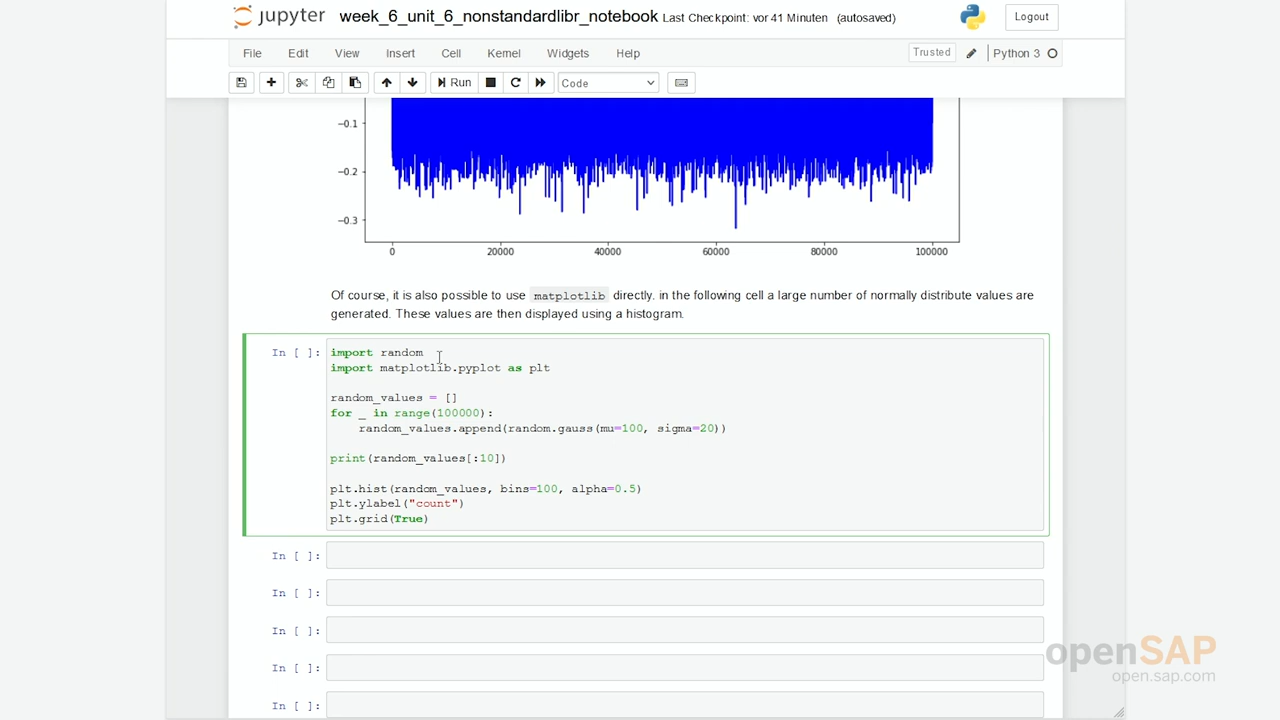 jupyter week_6_unit_6_nonstandardlibr_notebook Last Checkpoint: vor 41 Minuten (autosaved) Logout
File Edit View Insert Cell Kernel Widgets Help Trusted Python 3
Run Code
−0.1
−0.2
−0.3
0 20000 40000 60000 80000 100000
Of course, it is also possible to use matplotlib directly. in the following cell a large number of normally distribute values are
generated. These values are then displayed using a histogram.
In [ ]: import random
import matplotlib.pyplot as plt
random_values = []
for _ in range(100000):
    random_values.append(random.gauss(mu=100, sigma=20))
print(random_values[:10])
plt.hist(random_values, bins=100, alpha=0.5)
plt.ylabel("count")
plt.grid(True)
In [ ]:
In [ ]:
In [ ]:
In [ ]:
In [ ]:
openSAP
open.sap.com